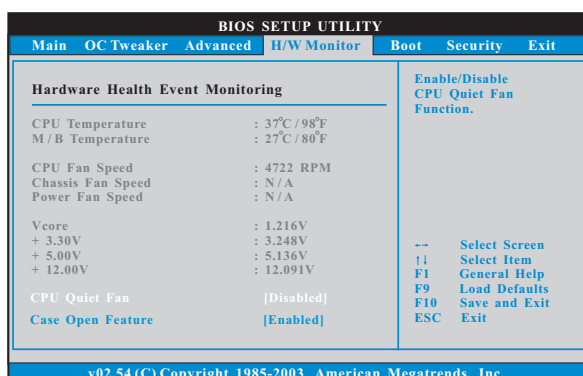 BIOS SETUP UTILITY
Main OC Tweaker Advanced H/W Monitor Boot Security Exit
Hardware Health Event Monitoring
CPU Temperature : 37°C / 98°F
M / B Temperature : 27°C / 80°F
CPU Fan Speed : 4722 RPM
Chassis Fan Speed : N / A
Power Fan Speed : N / A
Vcore : 1.216V
+ 3.30V : 3.248V
+ 5.00V : 5.136V
+ 12.00V : 12.091V
CPU Quiet Fan [Disabled]
Case Open Feature [Enabled]
Enable/Disable
CPU Quiet Fan
Function.
←→ Select Screen
↑↓ Select Item
F1 General Help
F9 Load Defaults
F10 Save and Exit
ESC Exit
v02.54 (C) Copyright 1985-2003, American Megatrends, Inc.